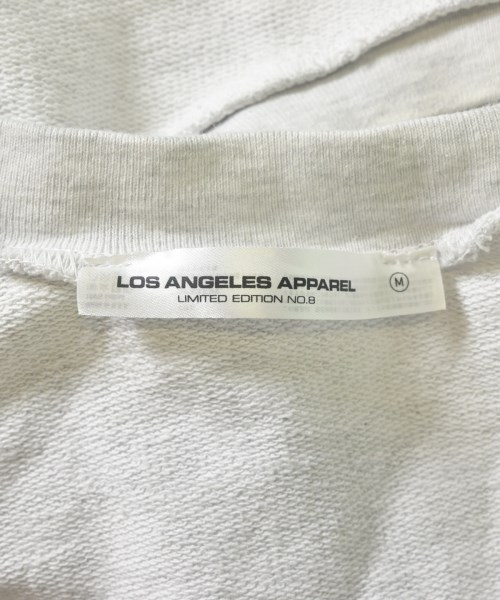 LOS ANGELES APPAREL M
LIMITED EDITION NO.8